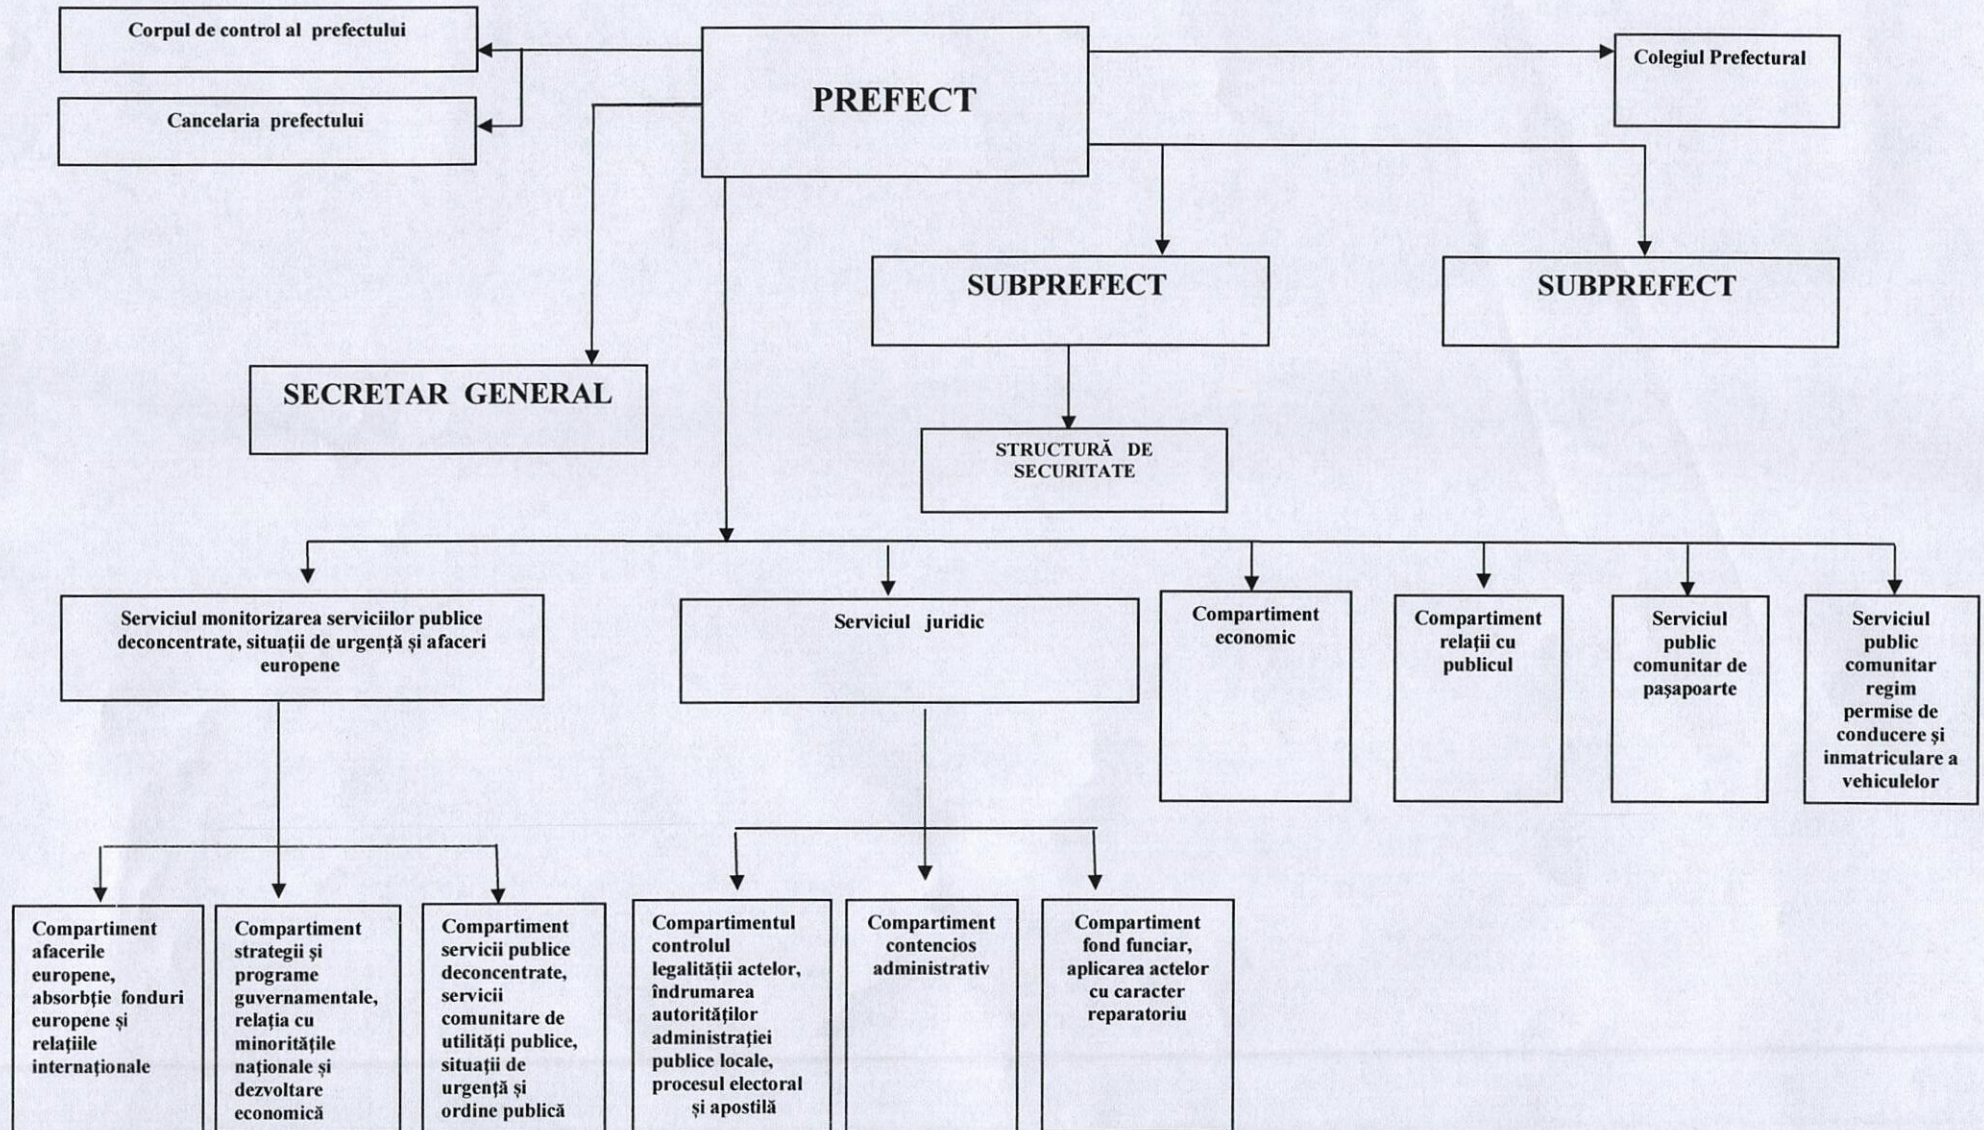 Corpul de control al prefectului
Cancelaria prefectului
PREFECT
Colegiul Prefectural
SUBPREFECT
SUBPREFECT
SECRETAR GENERAL
STRUCTURĂ DE
SECURITATE
Serviciul monitorizarea serviciilor publice
deconcentrate, situații de urgență și afaceri
europene
Serviciul juridic
Compartiment
economic
Compartiment
relații cu
publicul
Serviciul
public
comunitar de
pașapoarte
Serviciul
public
comunitar
regim
permise de
conducere și
inmatriculare a
vehiculelor
Compartiment
afacerile
europene,
absorbție fonduri
europene și
relațiile
internaționale
Compartiment
strategii și
programe
guvernamentale,
relația cu
minoritățile
naționale și
dezvoltare
economică
Compartiment
servicii publice
deconcentrate,
servicii
comunitare de
utilități publice,
situații de
urgență și
ordine publică
Compartimentul
controlul
legalității actelor,
îndrumarea
autorităților
administrației
publice locale,
procesul electoral
și apostilă
Compartiment
contencios
administrativ
Compartiment
fond funciar,
aplicarea actelor
cu caracter
reparatoriu